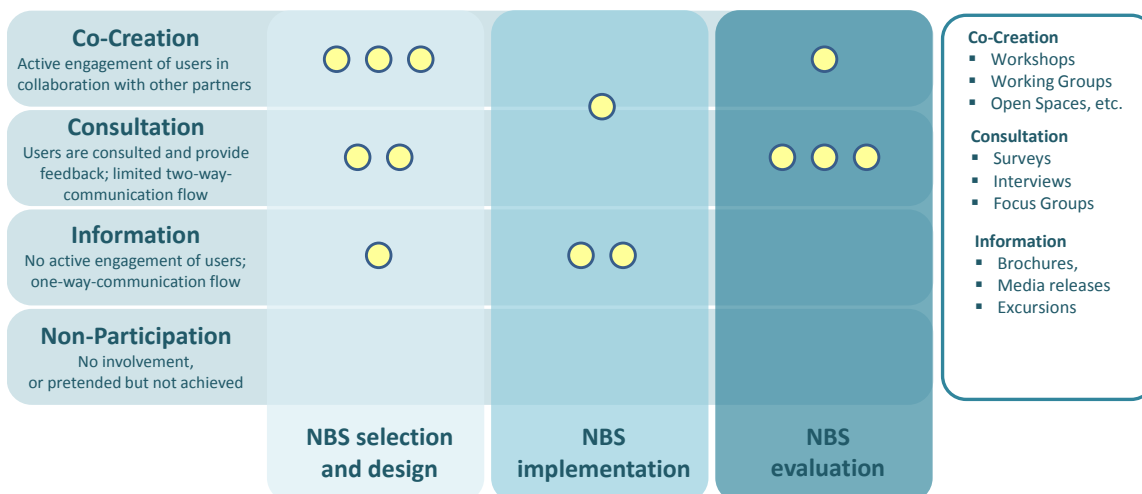 Co-Creation
Active engagement of users in
collaboration with other partners
Consultation
Users are consulted and provide
feedback; limited two-way-
communication flow
Information
No active engagement of users;
one-way-communication flow
Non-Participation
No involvement,
or pretended but not achieved
NBS selection
and design
NBS
implementation
NBS
evaluation
Co-Creation
▪ Workshops
▪ Working Groups
▪ Open Spaces, etc.
Consultation
▪ Surveys
▪ Interviews
▪ Focus Groups
Information
▪ Brochures,
▪ Media releases
▪ Excursions